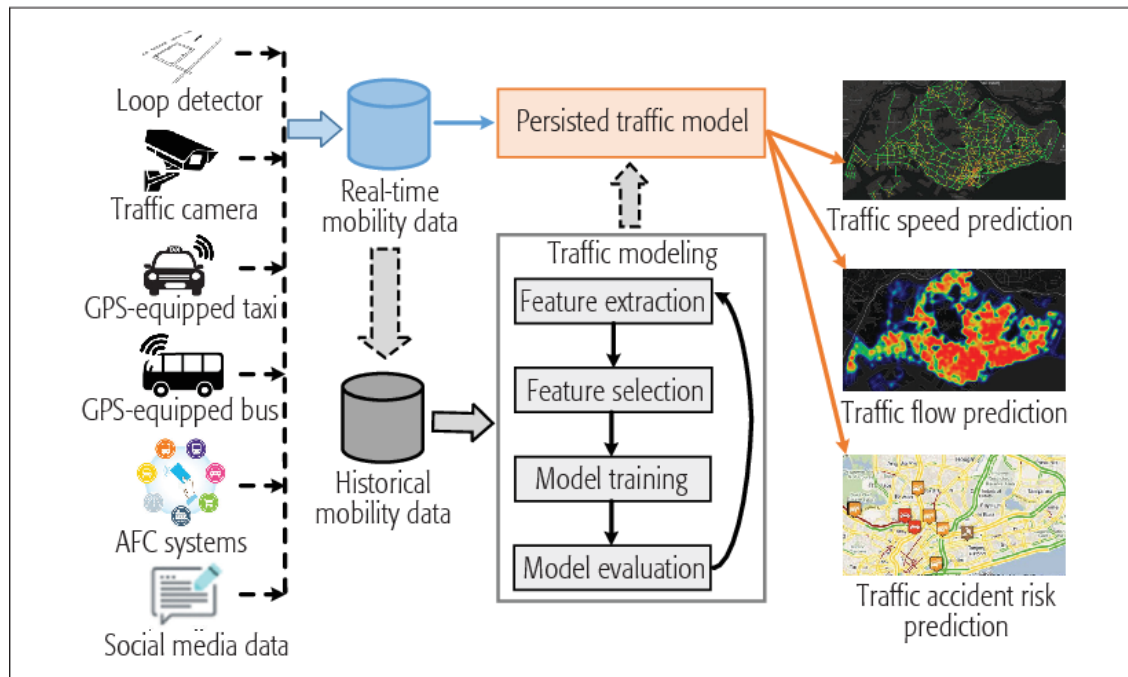 Loop detector
Traffic camera
GPS-equipped taxi
GPS-equipped bus
AFC systems
Social media data
Real-time
mobility data
Historical
mobility data
Persisted traffic model
Traffic modeling
Feature extraction
Feature selection
Model training
Model evaluation
Traffic speed prediction
Traffic flow prediction
Traffic accident risk
prediction